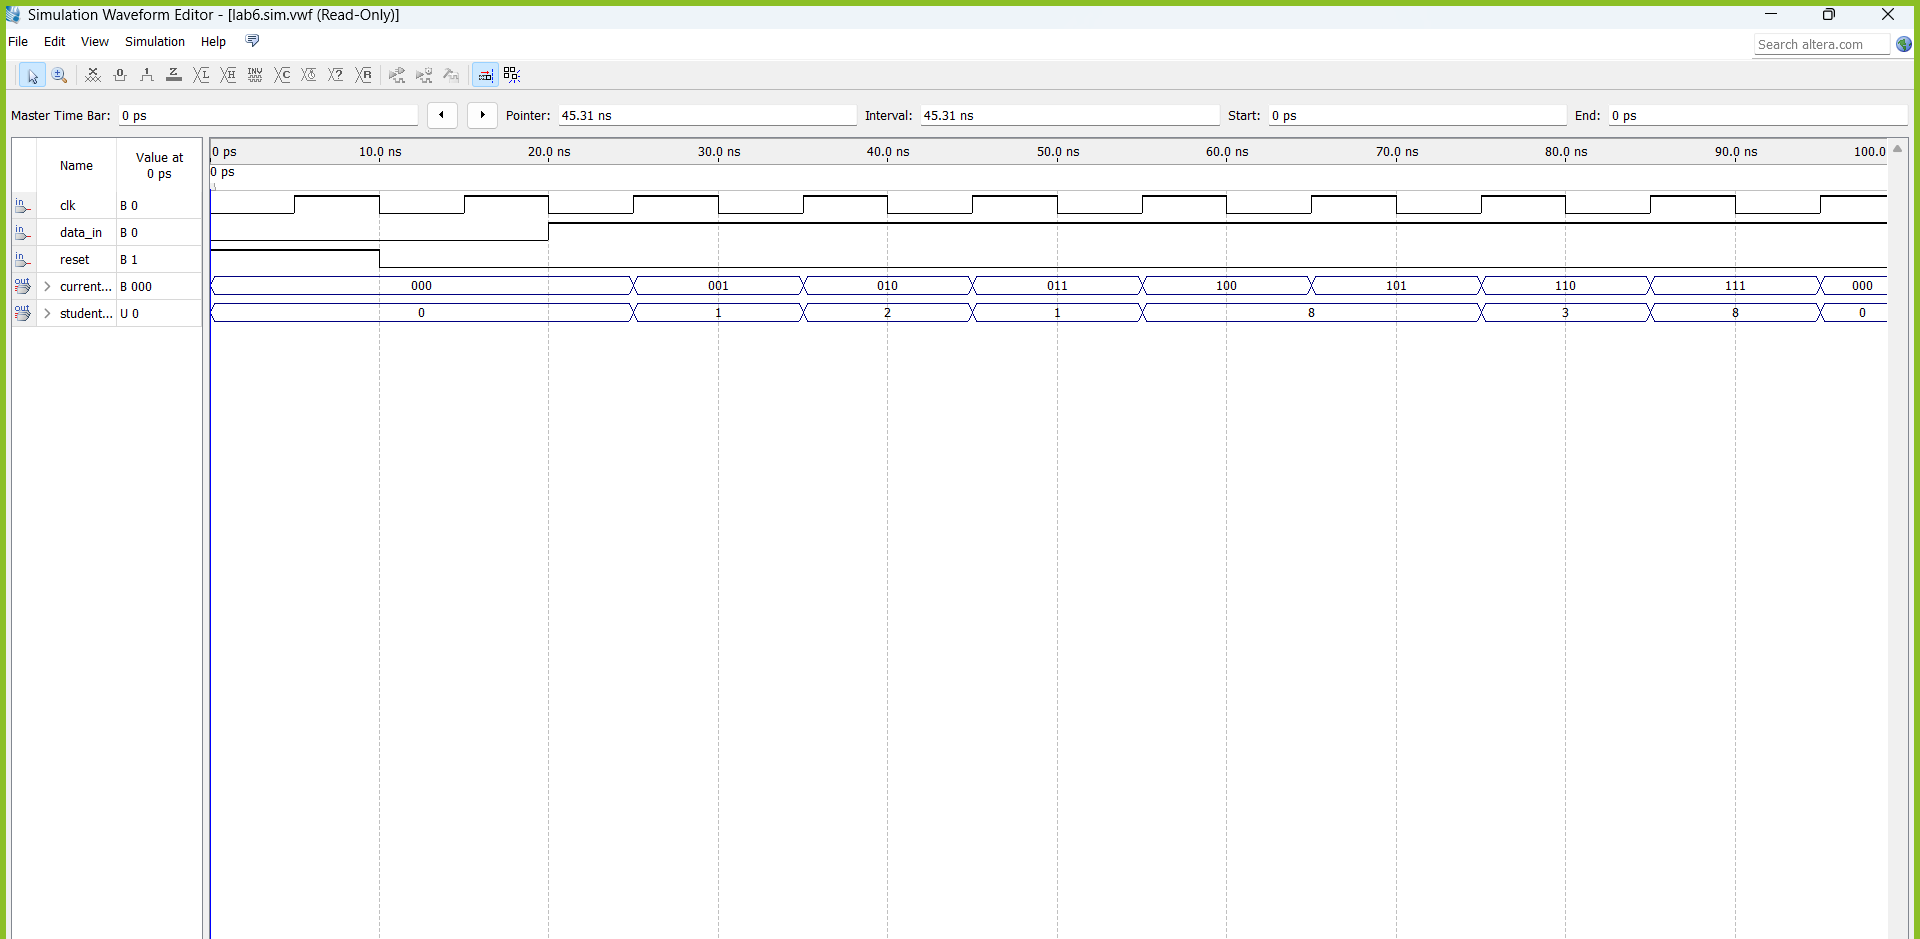 Simulation Waveform Editor - [lab6.sim.vwf (Read-Only)]
File Edit View Simulation Help
Search altera.com
Master Time Bar: 0 ps Pointer: 45.31 ns Interval: 45.31 ns Start: 0 ps End: 0 ps
Name Value at 0 ps
0 ps 10.0 ns 20.0 ns 30.0 ns 40.0 ns 50.0 ns 60.0 ns 70.0 ns 80.0 ns 90.0 ns 100.0
0 ps
in clk B 0
in data_in B 0
in reset B 1
out current... B 000 000 001 010 011 100 101 110 111 000
out student... U 0 0 1 2 1 8 3 8 0